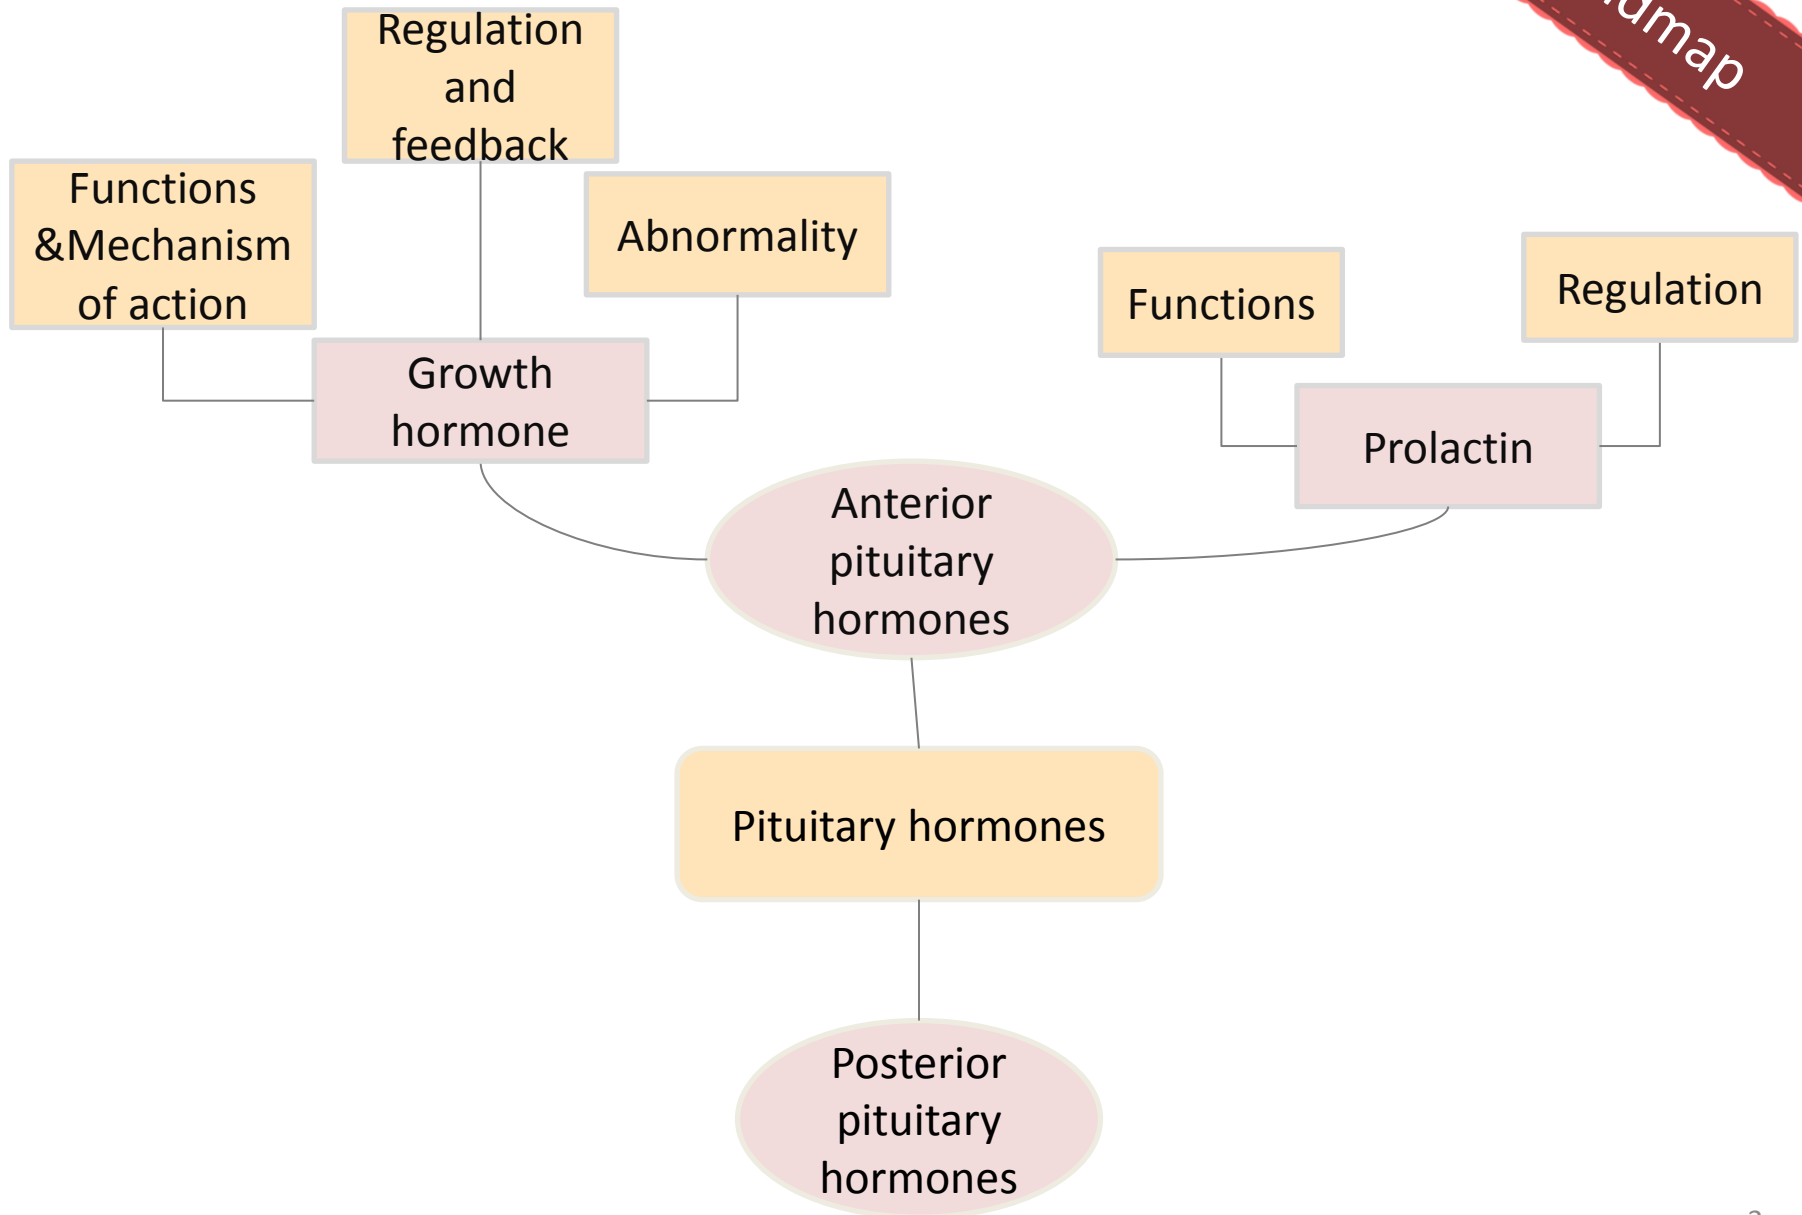 Regulation
and
feedback
Functions
&Mechanism
of action
Abnormality
Functions
Regulation
Growth
hormone
Prolactin
Anterior
pituitary
hormones
Pituitary hormones
Posterior
pituitary
hormones